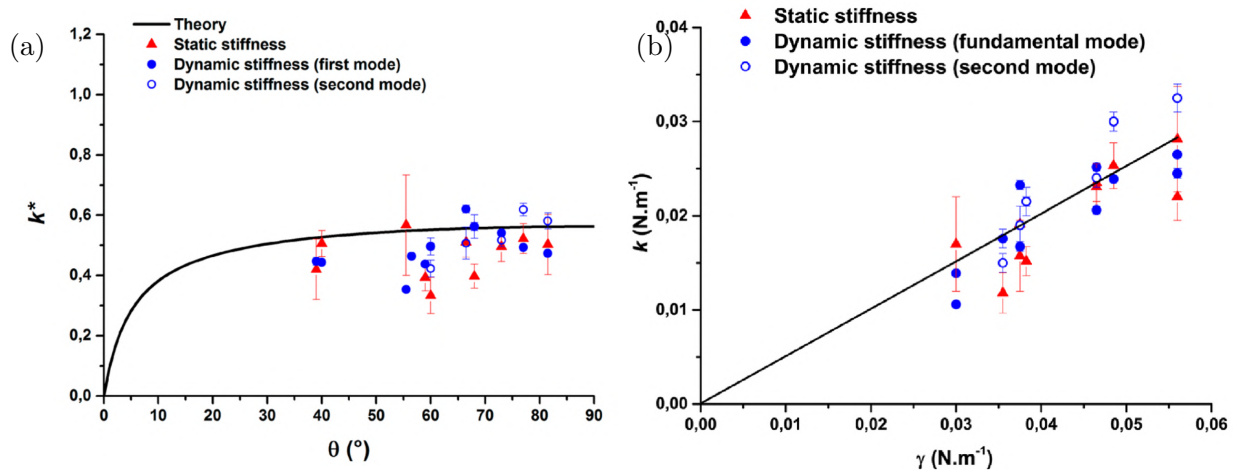 (a)
Theory
Static stiffness
Dynamic stiffness (first mode)
Dynamic stiffness (second mode)
1,2
1,0
0,8
0,6
0,4
0,2
0,0
k*
0 10 20 30 40 50 60 70 80 90
θ (°)
(b)
Static stiffness
Dynamic stiffness (fundamental mode)
Dynamic stiffness (second mode)
0,04
0,03
0,02
0,01
0,00
k (N.m⁻¹)
0,00 0,01 0,02 0,03 0,04 0,05 0,06
γ (N.m⁻¹)